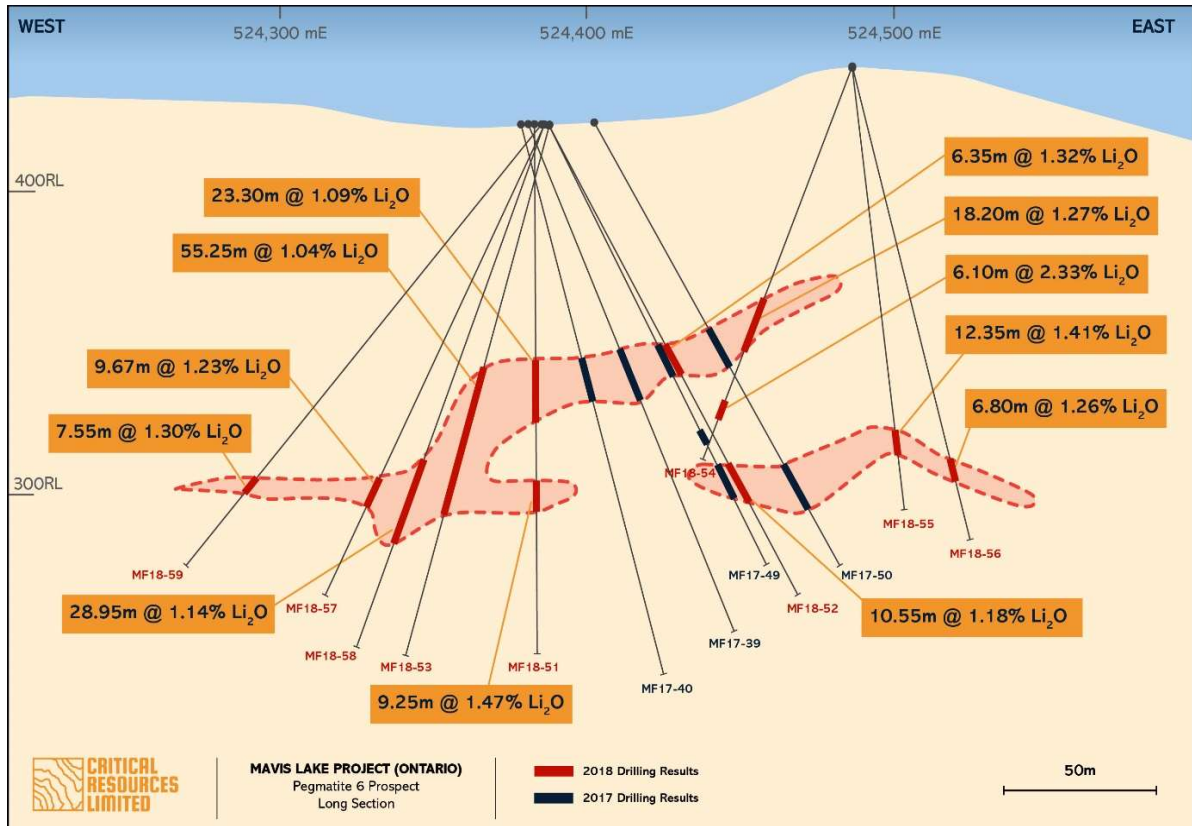 WEST
524,300 mE
524,400 mE
524,500 mE
EAST
400RL
300RL
23.30m @ 1.09% Li₂O
55.25m @ 1.04% Li₂O
9.67m @ 1.23% Li₂O
7.55m @ 1.30% Li₂O
28.95m @ 1.14% Li₂O
9.25m @ 1.47% Li₂O
6.35m @ 1.32% Li₂O
18.20m @ 1.27% Li₂O
6.10m @ 2.33% Li₂O
12.35m @ 1.41% Li₂O
6.80m @ 1.26% Li₂O
10.55m @ 1.18% Li₂O
MF18-59
MF18-57
MF18-58
MF18-53
MF18-51
MF17-40
MF17-39
MF17-49
MF18-52
MF17-50
MF18-54
MF18-55
MF18-56
CRITICAL
RESOURCES
LIMITED
MAVIS LAKE PROJECT (ONTARIO)
Pegmatite 6 Prospect
Long Section
2018 Drilling Results
2017 Drilling Results
50m